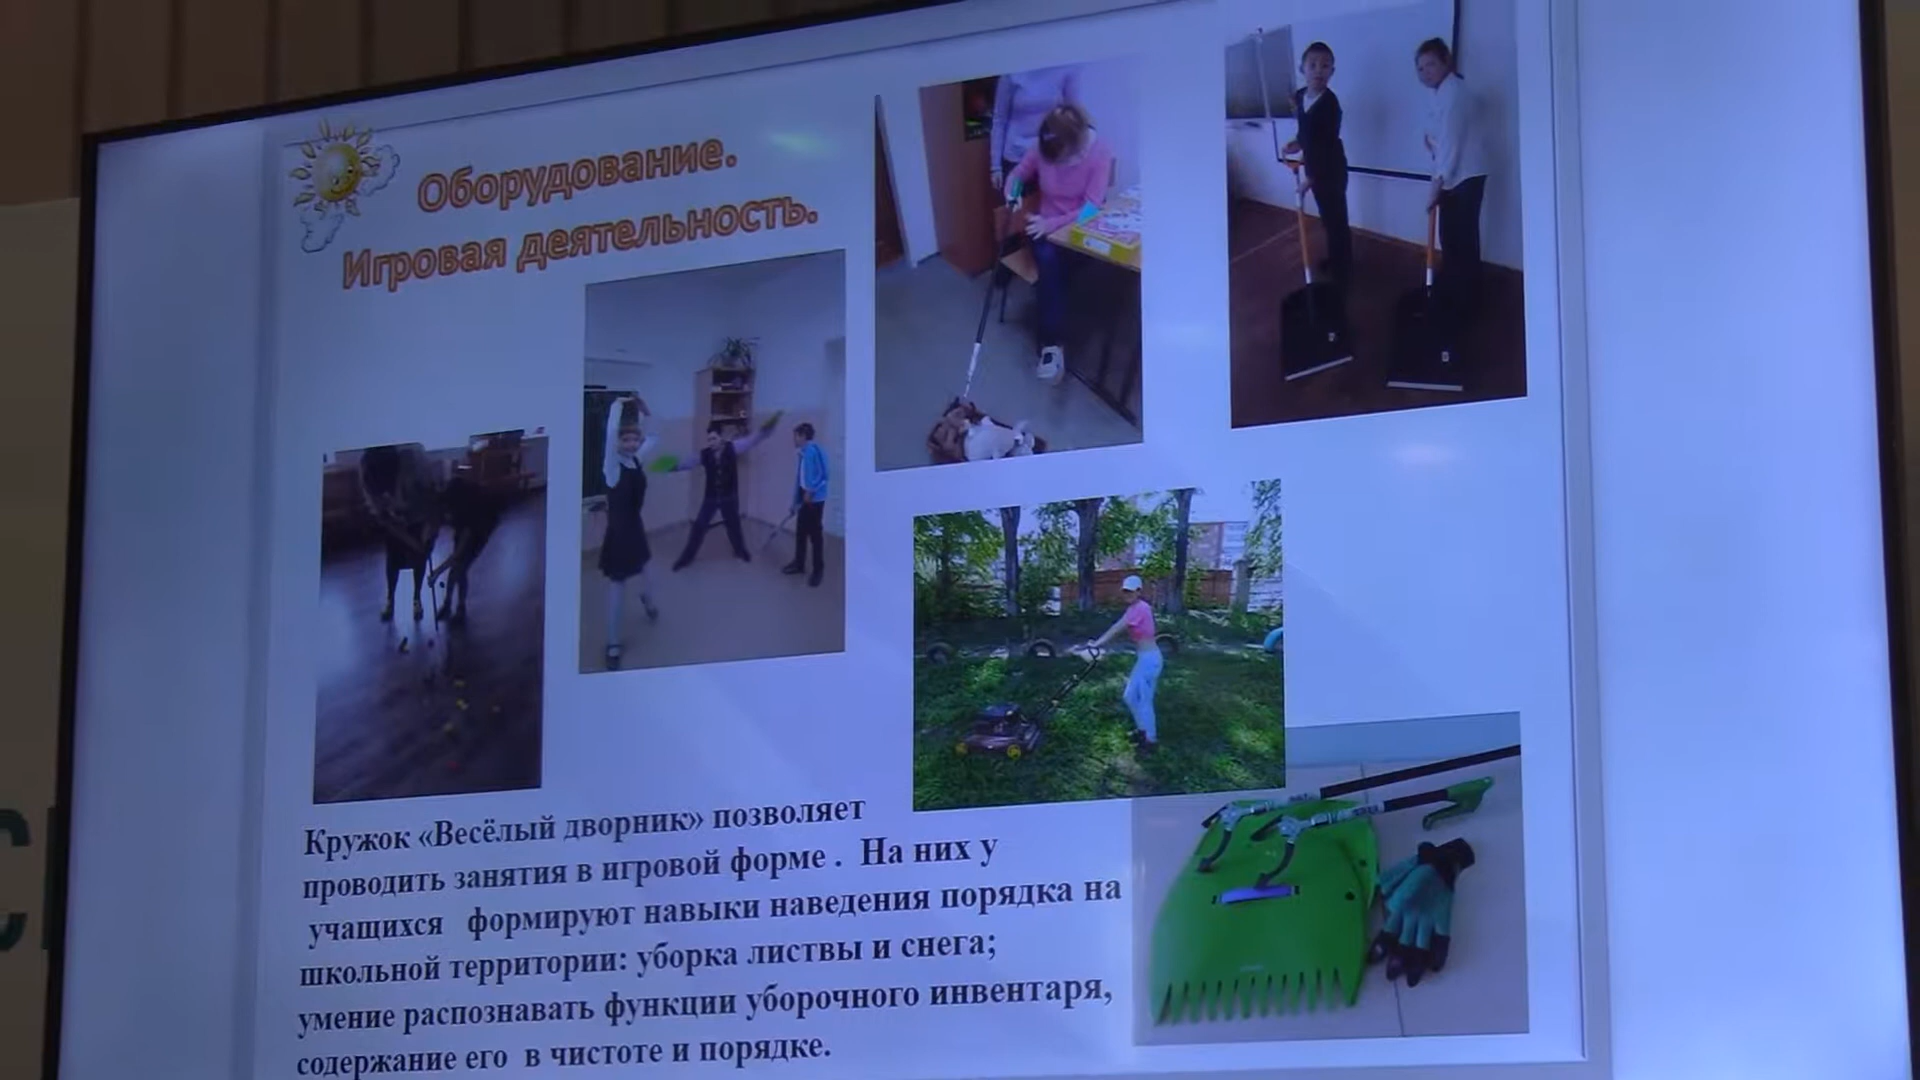 Оборудование.
Игровая деятельность.
Кружок «Весёлый дворник» позволяет
проводить занятия в игровой форме . На них у
учащихся формируют навыки наведения порядка на
школьной территории: уборка листвы и снега;
умение распознавать функции уборочного инвентаря,
содержание его в чистоте и порядке.